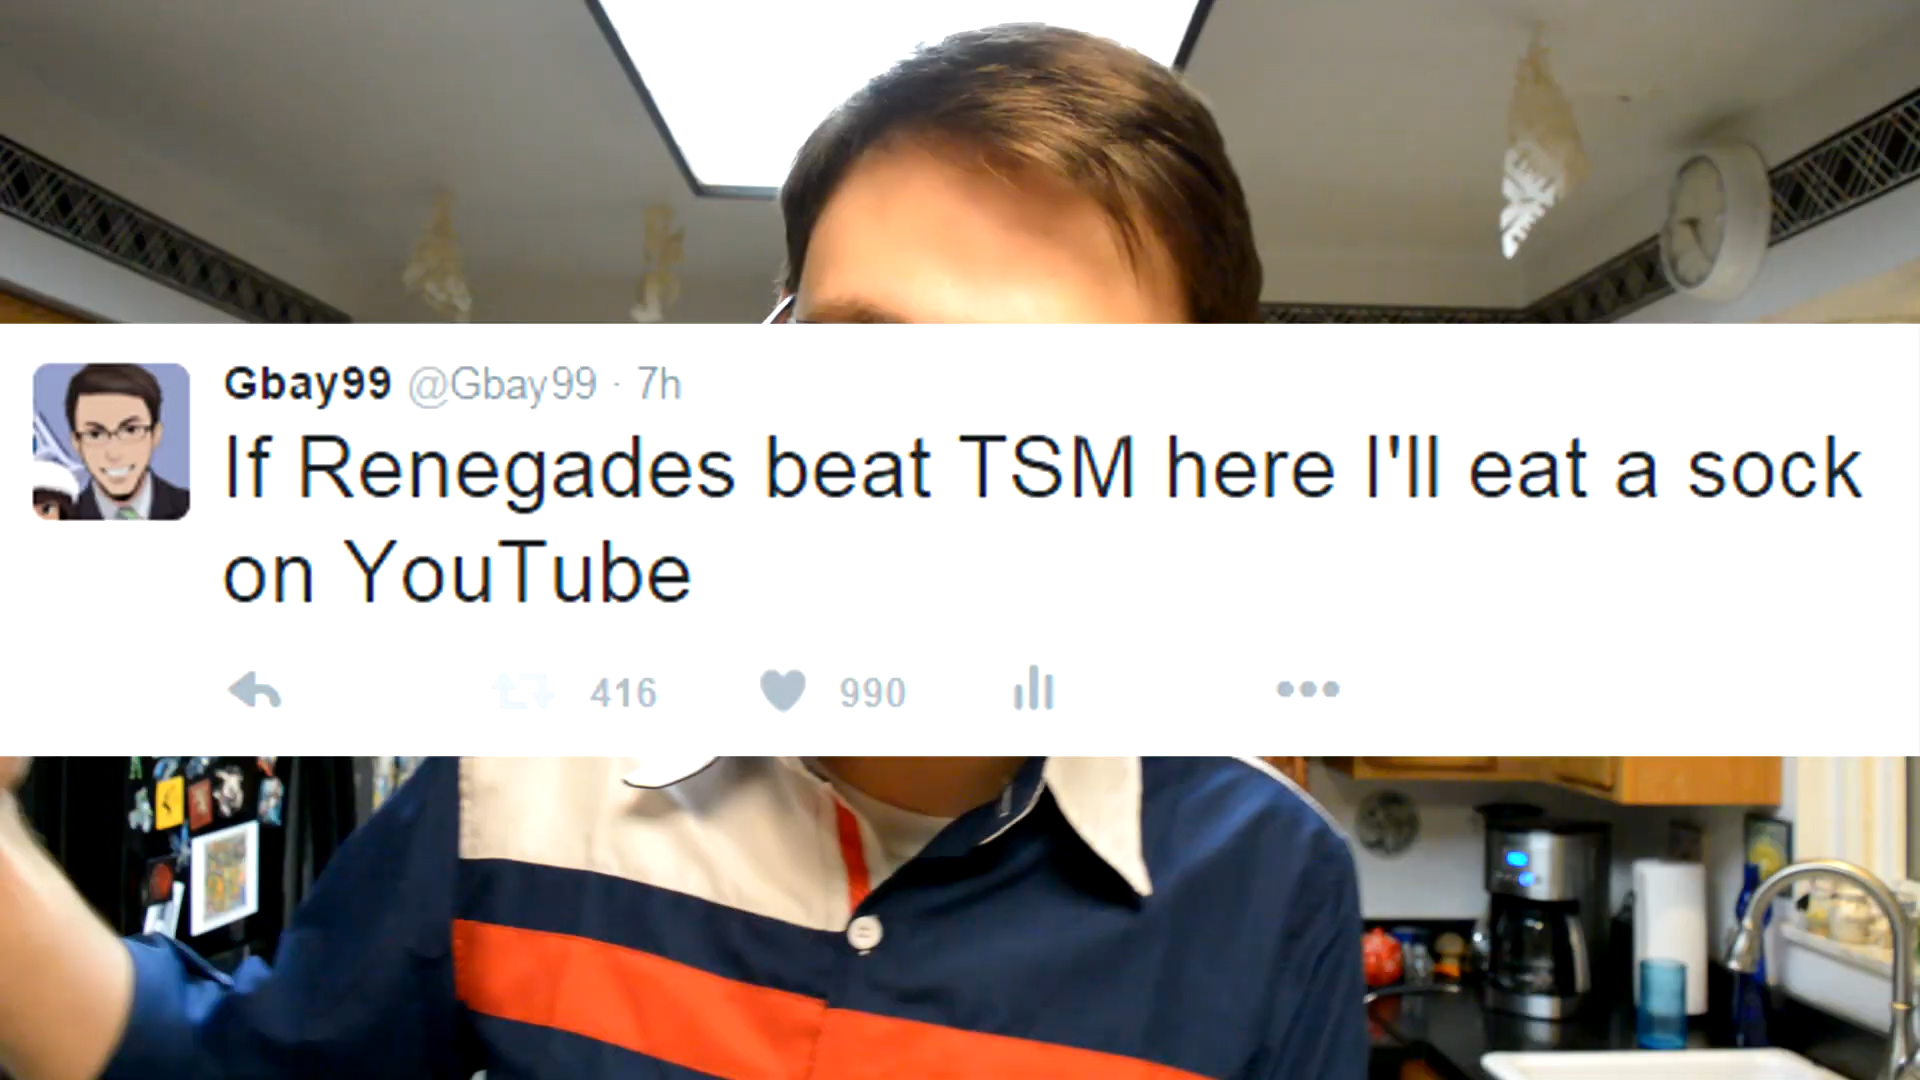 Gbay99 @Gbay99 · 7h
If Renegades beat TSM here I'll eat a sock
on YouTube
416 990